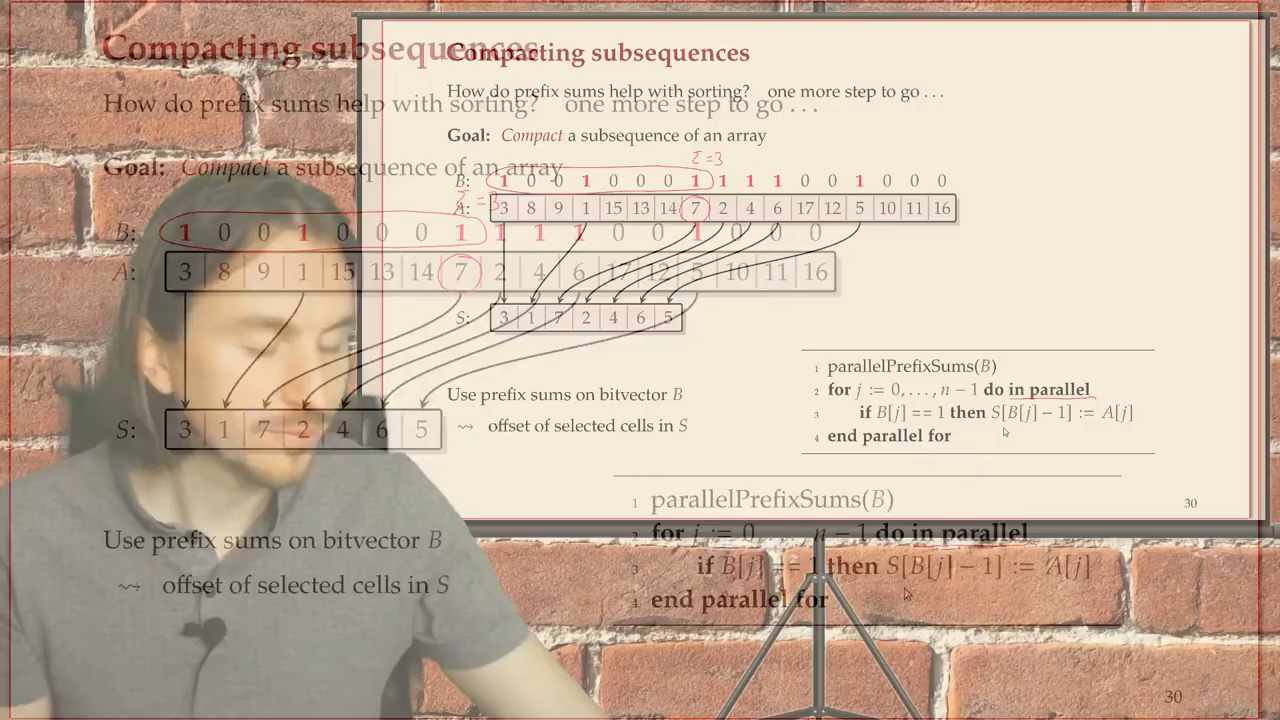 Compacting subsequences
How do prefix sums help with sorting? one more step to go . . .
Goal: Compact a subsequence of an array
Σ=3
B: 1 0 0 1 0 0 0 1 1 1 1 0 0 1 0 0 0
A: 3 8 9 1 15 13 14 7 2 4 6 17 12 5 10 11 16
S: 3 1 7 2 4 6 5
Use prefix sums on bitvector B
⇝ offset of selected cells in S
1 parallelPrefixSums(B)
2 for j := 0, . . . , n − 1 do in parallel
3 if B[j] == 1 then S[B[j] − 1] := A[j]
4 end parallel for
30
Compacting subsequences
How do prefix sums help with sorting? one more step to go . . .
Goal: Compact a subsequence of an array
Σ=3
B: 1 0 0 1 0 0 0 1 1 1 1 0 0 1 0 0 0
A: 3 8 9 1 15 13 14 7 2 4 6 17 12 5 10 11 16
S: 3 1 7 2 4 6 5
Use prefix sums on bitvector B
⇝ offset of selected cells in S
1 parallelPrefixSums(B)
2 for j := 0, n − 1 do in parallel
3 if B[j] == 1 then S[B[j] − 1] := A[j]
4 end parallel for
30